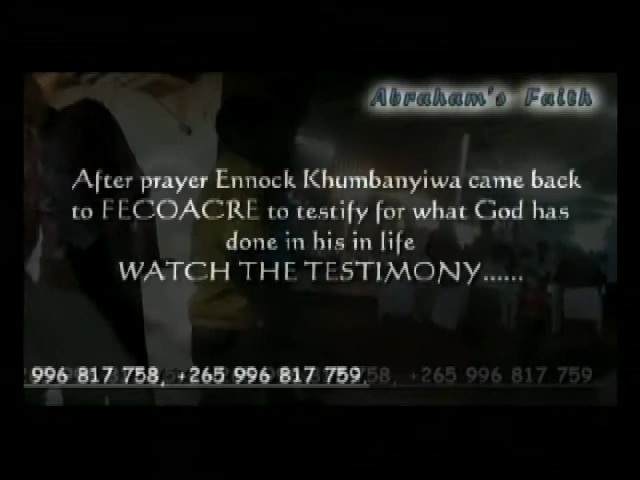 Abraham's Faith
After prayer Ennock Khumbanyiwa came back
to FECOACRE to testify for what God has
done in his in life
WATCH THE TESTIMONY......
996 817 758, +265 996 817 759, 58, +265 996 817 759